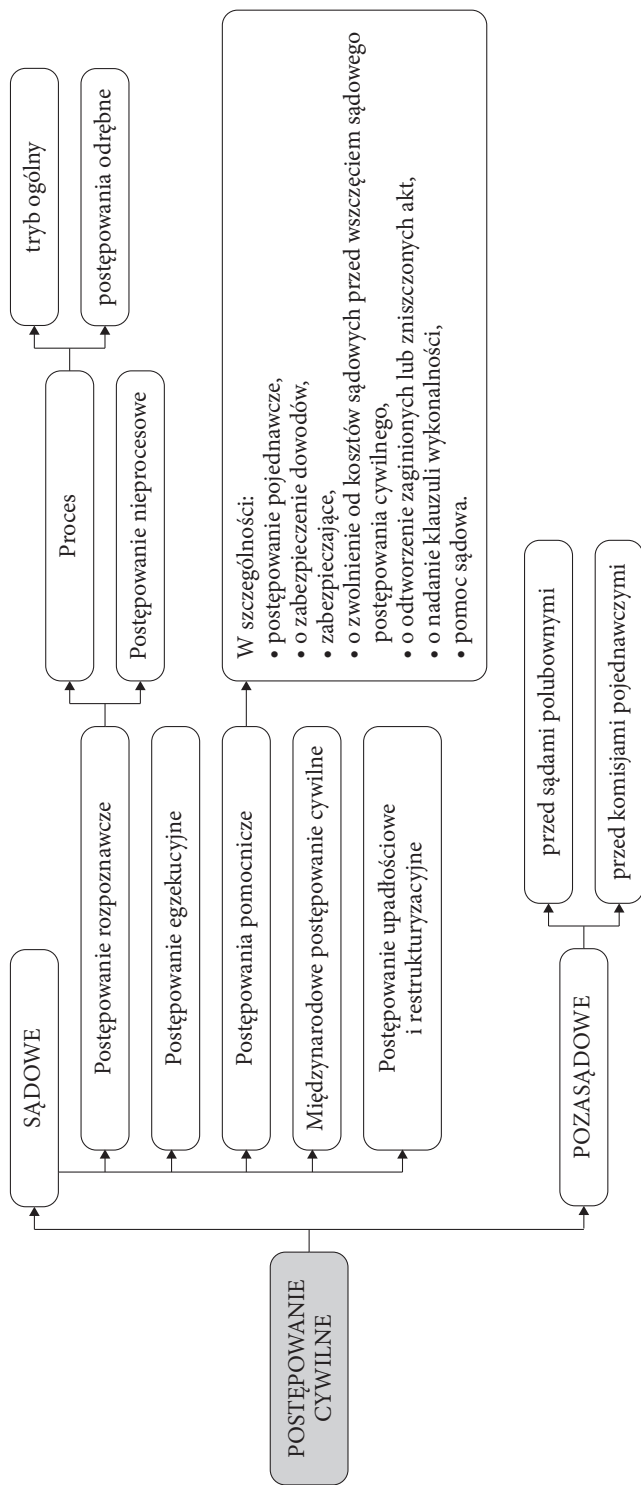 POSTĘPOWANIE
CYWILNE
SĄDOWE
Postępowanie rozpoznawcze
Proces
tryb ogólny
postępowania odrębne
Postępowanie nieprocesowe
Postępowanie egzekucyjne
Postępowania pomocnicze
W szczególności:
• postępowanie pojednawcze,
• o zabezpieczenie dowodów,
• zabezpieczające,
• o zwolnienie od kosztów sądowych przed wszczęciem sądowego
postępowania cywilnego,
• o odtworzenie zaginionych lub zniszczonych akt,
• o nadanie klauzuli wykonalności,
• pomoc sądowa.
Międzynarodowe postępowanie cywilne
Postępowanie upadłościowe
i restrukturyzacyjne
POZASĄDOWE
przed sądami polubownymi
przed komisjami pojednawczymi